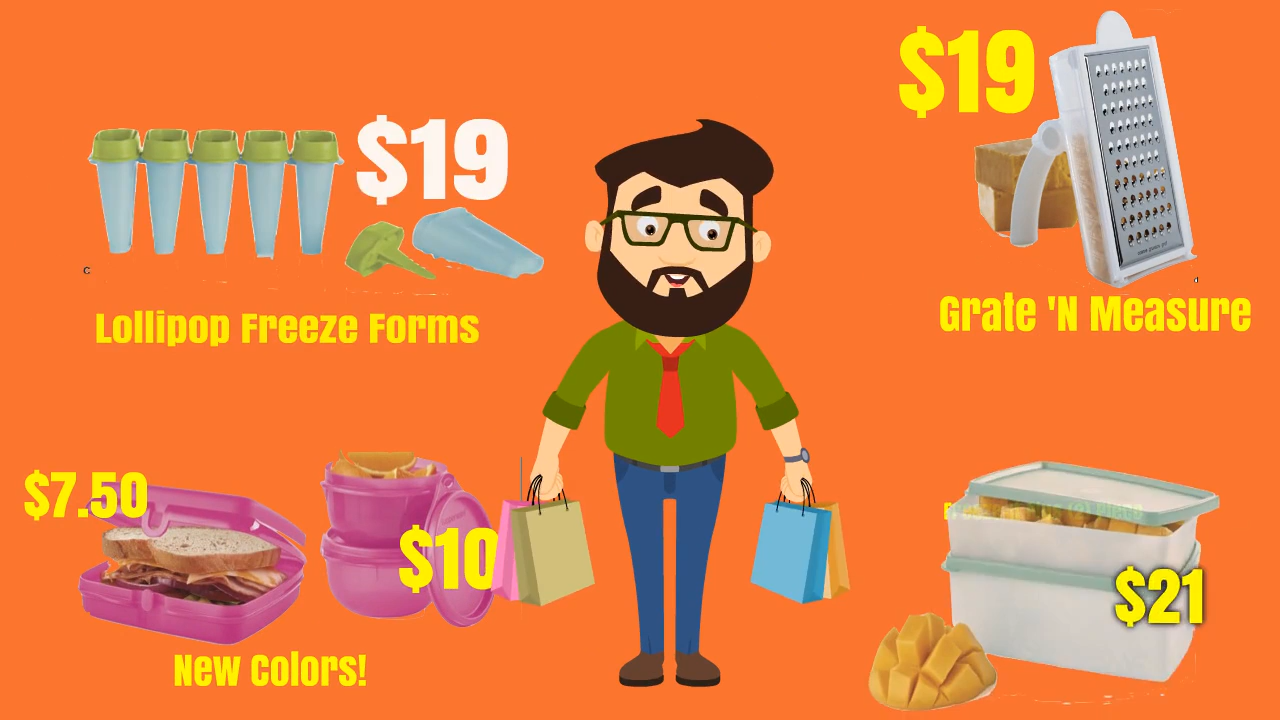 $19
$19
c
d
Lollipop Freeze Forms
Grate 'N Measure
$7.50
$10
$21
New Colors!